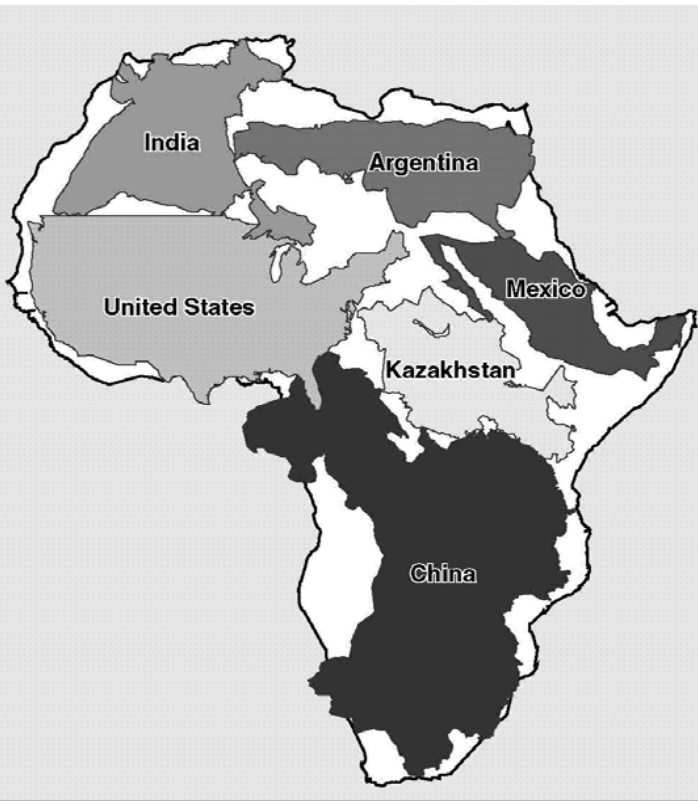 India
Argentina
United States
Mexico
Kazakhstan
China